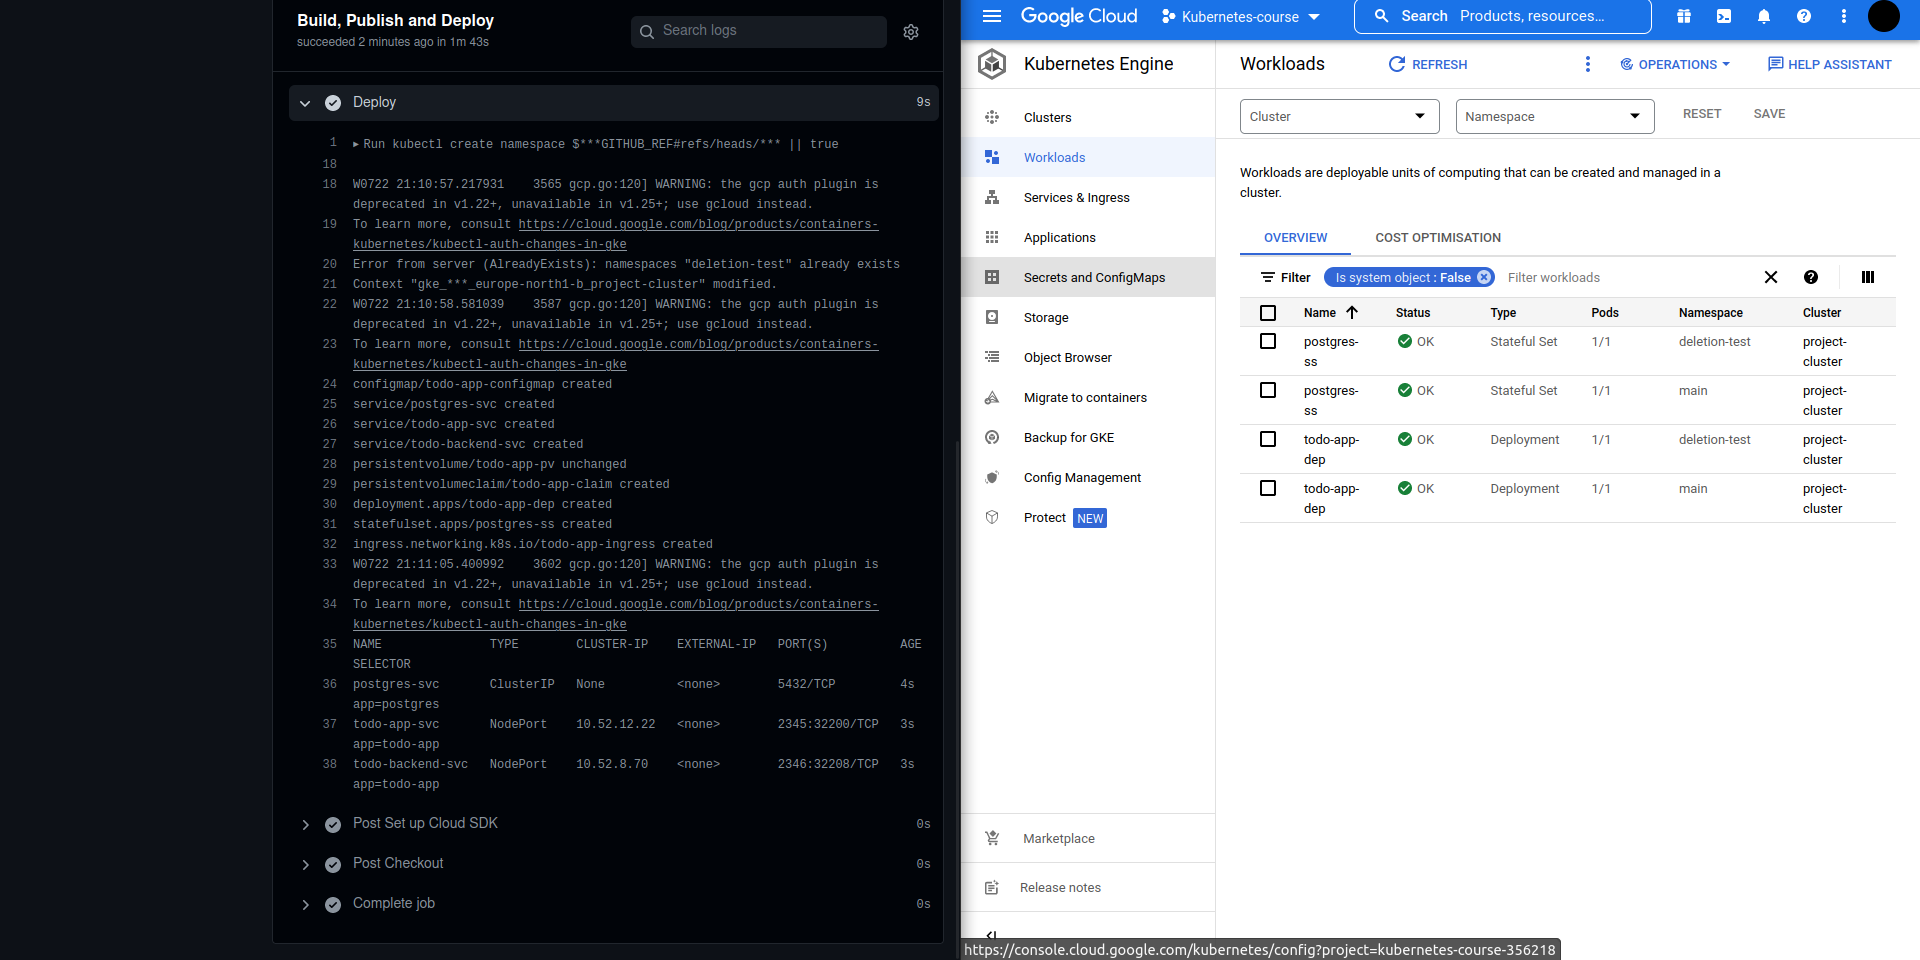 Build, Publish and Deploy
succeeded 2 minutes ago in 1m 43s
Search logs
Deploy 9s
1 Run kubectl create namespace $***GITHUB_REF#refs/heads/*** || true
18
18 W0722 21:10:57.217931 3565 gcp.go:120] WARNING: the gcp auth plugin is
deprecated in v1.22+, unavailable in v1.25+; use gcloud instead.
19 To learn more, consult https://cloud.google.com/blog/products/containers-
kubernetes/kubectl-auth-changes-in-gke
20 Error from server (AlreadyExists): namespaces "deletion-test" already exists
21 Context "gke_***_europe-north1-b_project-cluster" modified.
22 W0722 21:10:58.581039 3587 gcp.go:120] WARNING: the gcp auth plugin is
deprecated in v1.22+, unavailable in v1.25+; use gcloud instead.
23 To learn more, consult https://cloud.google.com/blog/products/containers-
kubernetes/kubectl-auth-changes-in-gke
24 configmap/todo-app-configmap created
25 service/postgres-svc created
26 service/todo-app-svc created
27 service/todo-backend-svc created
28 persistentvolume/todo-app-pv unchanged
29 persistentvolumeclaim/todo-app-claim created
30 deployment.apps/todo-app-dep created
31 statefulset.apps/postgres-ss created
32 ingress.networking.k8s.io/todo-app-ingress created
33 W0722 21:11:05.400992 3602 gcp.go:120] WARNING: the gcp auth plugin is
deprecated in v1.22+, unavailable in v1.25+; use gcloud instead.
34 To learn more, consult https://cloud.google.com/blog/products/containers-
kubernetes/kubectl-auth-changes-in-gke
35 NAME TYPE CLUSTER-IP EXTERNAL-IP PORT(S) AGE
SELECTOR
36 postgres-svc ClusterIP None <none> 5432/TCP 4s
app=postgres
37 todo-app-svc NodePort 10.52.12.22 <none> 2345:32200/TCP 3s
app=todo-app
38 todo-backend-svc NodePort 10.52.8.70 <none> 2346:32208/TCP 3s
app=todo-app
Post Set up Cloud SDK 0s
Post Checkout 0s
Complete job 0s
Google Cloud Kubernetes-course Search Products, resources...
Kubernetes Engine
Clusters
Workloads
Services & Ingress
Applications
Secrets and ConfigMaps
Storage
Object Browser
Migrate to containers
Backup for GKE
Config Management
Protect NEW
Marketplace
Release notes
Workloads REFRESH OPERATIONS HELP ASSISTANT
Cluster Namespace RESET SAVE
Workloads are deployable units of computing that can be created and managed in a
cluster.
OVERVIEW COST OPTIMISATION
Filter Is system object : False Filter workloads
Name Status Type Pods Namespace Cluster
postgres- OK Stateful Set 1/1 deletion-test project-
ss cluster
postgres- OK Stateful Set 1/1 main project-
ss cluster
todo-app- OK Deployment 1/1 deletion-test project-
dep cluster
todo-app- OK Deployment 1/1 main project-
dep cluster
https://console.cloud.google.com/kubernetes/config?project=kubernetes-course-356218